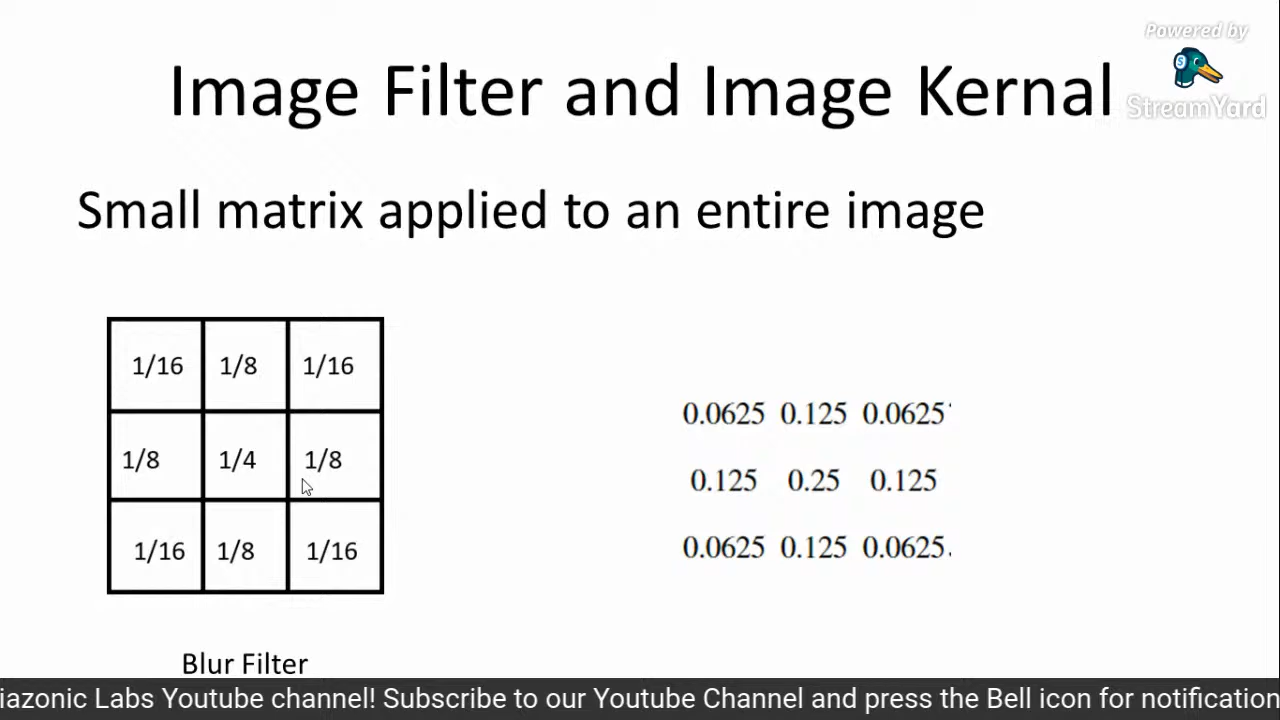 Powered by
StreamYard
Image Filter and Image Kernal
Small matrix applied to an entire image
1/16 1/8 1/16
1/8 1/4 1/8
1/16 1/8 1/16
0.0625 0.125 0.0625
0.125 0.25 0.125
0.0625 0.125 0.0625.
Blur Filter
iazonic Labs Youtube channel! Subscribe to our Youtube Channel and press the Bell icon for notification